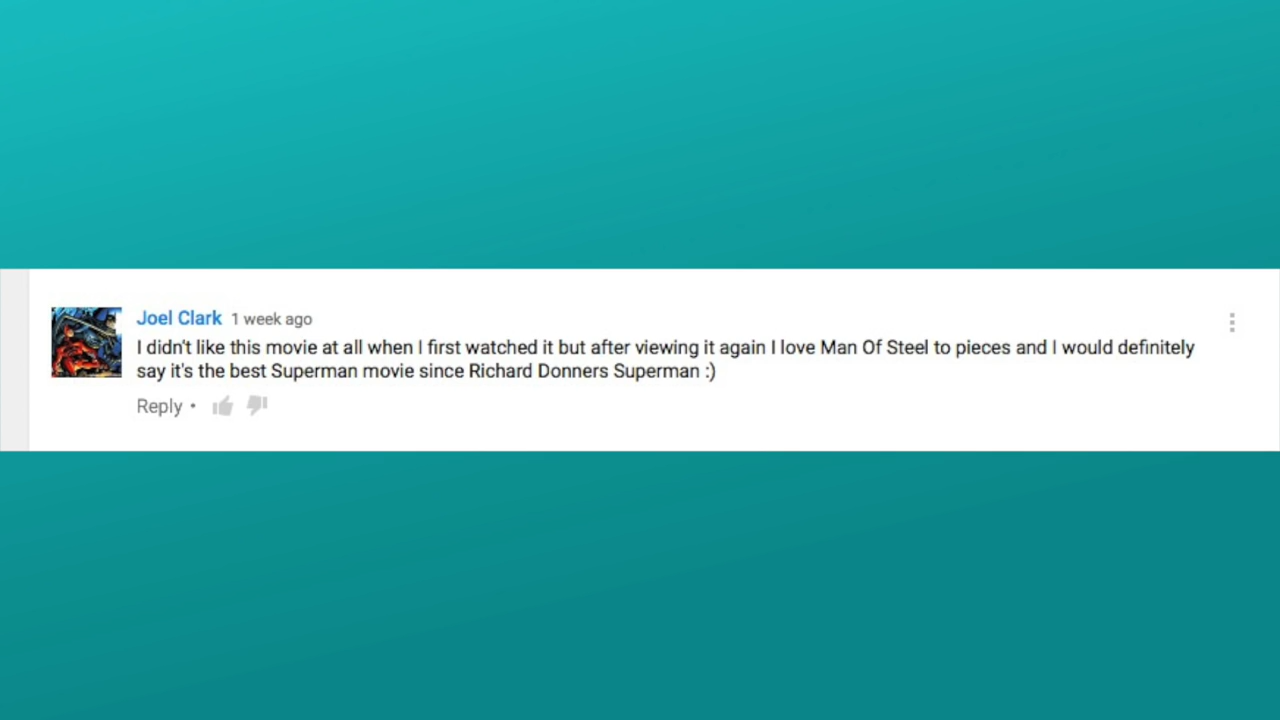 Joel Clark 1 week ago
I didn't like this movie at all when I first watched it but after viewing it again I love Man Of Steel to pieces and I would definitely
say it's the best Superman movie since Richard Donners Superman :)
Reply •